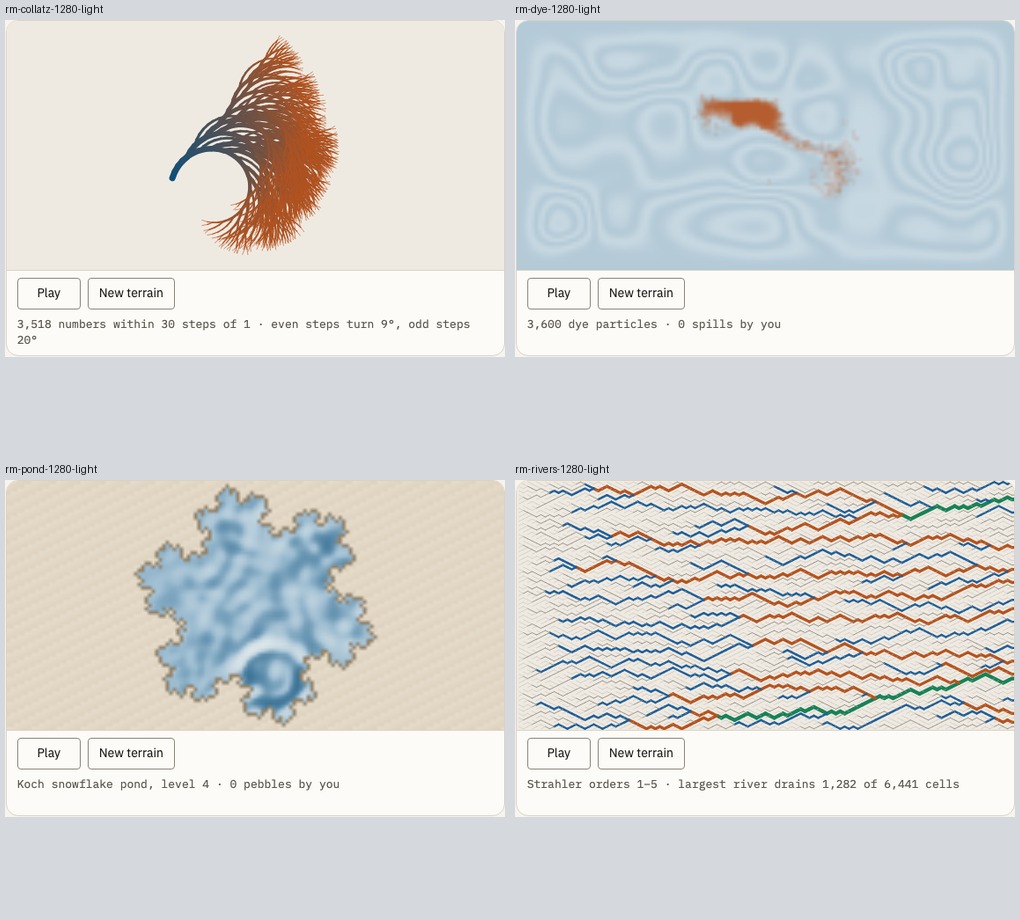 rm-collatz-1280-light
rm-dye-1280-light
Play
New terrain
3,518 numbers within 30 steps of 1 · even steps turn 9°, odd steps
20°
Play
New terrain
3,600 dye particles · 0 spills by you
rm-pond-1280-light
rm-rivers-1280-light
Play
New terrain
Koch snowflake pond, level 4 · 0 pebbles by you
Play
New terrain
Strahler orders 1–5 · largest river drains 1,282 of 6,441 cells